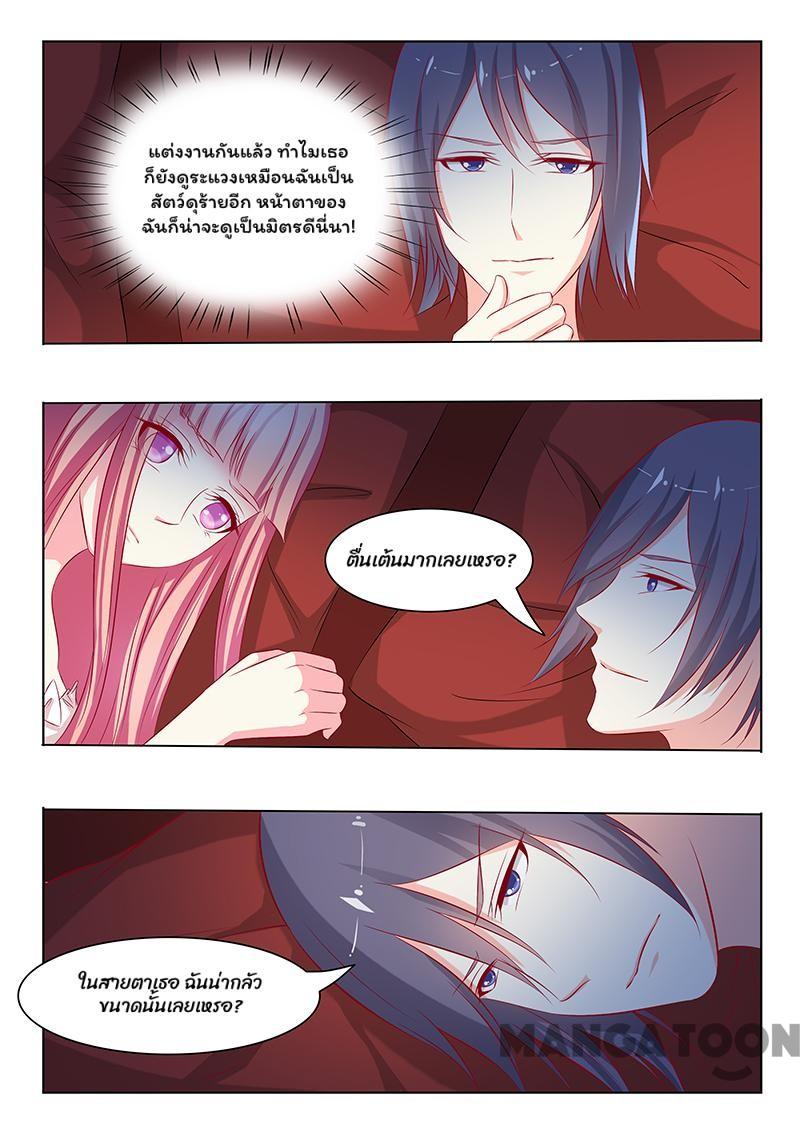 แต่งงานกันแล้ว ทำไมเธอ
ก็ยังดูระแวงเหมือนฉันเป็น
สัตว์ดุร้ายอีก หน้าตาของ
ฉันก็น่าจะดูเป็นมิตรดีนี่นา!
ตื่นเต้นมากเลยเหรอ?
ในสายตาเธอ ฉันน่ากลัว
ขนาดนั้นเลยเหรอ?
MANGATOON